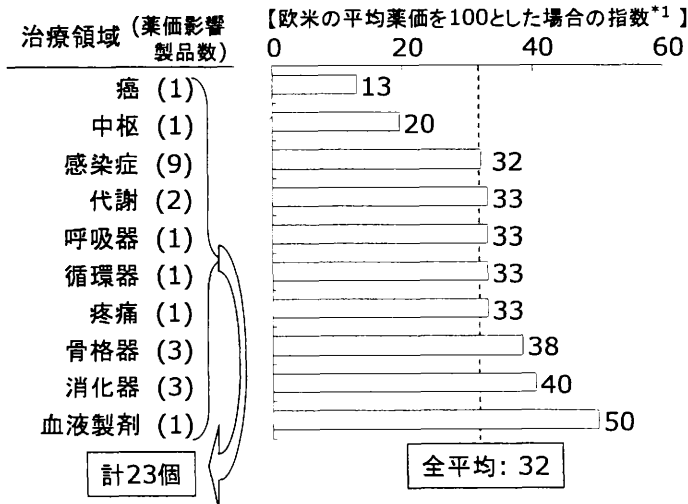 【欧米の平均薬価を100とした場合の指数*1 】
治療領域 (薬価影響製品数)
0 20 40 60
癌 (1) 13
中枢 (1) 20
感染症 (9) 32
代謝 (2) 33
呼吸器 (1) 33
循環器 (1) 33
疼痛 (1) 33
骨格器 (3) 38
消化器 (3) 40
血液製剤 (1) 50
計23個
全平均: 32